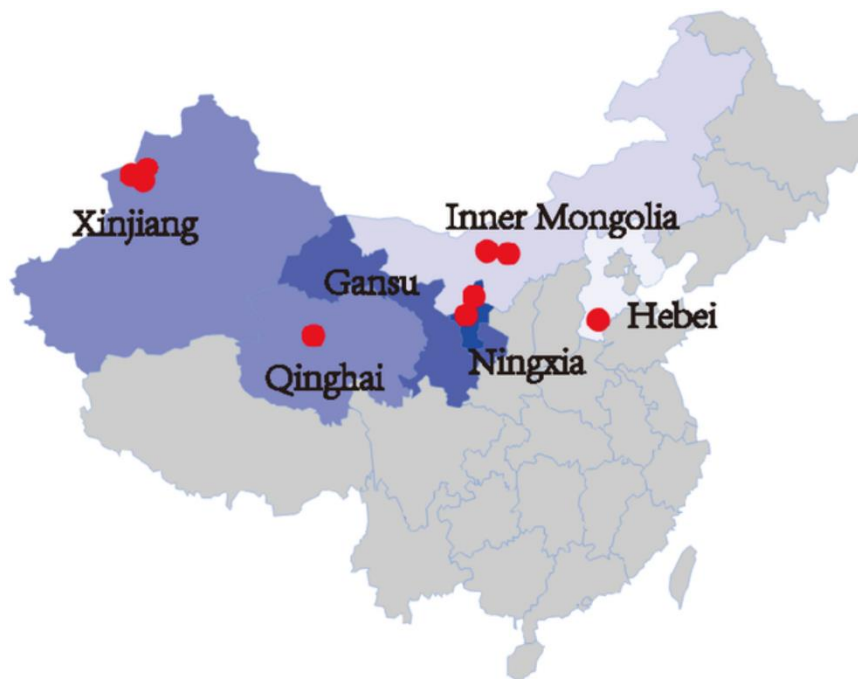 Xinjiang
Inner Mongolia
Gansu
Hebei
Qinghai
Ningxia